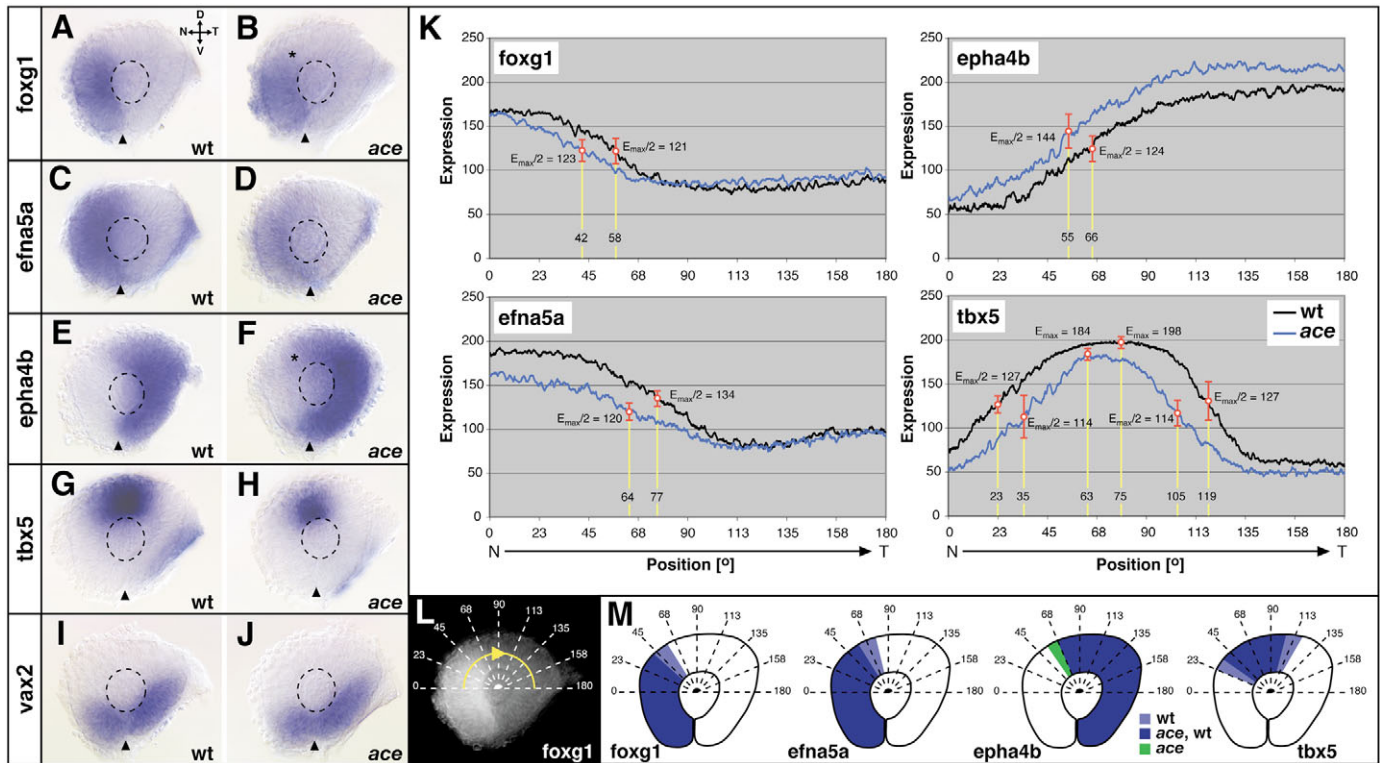 A
D
N T
V
B
*
foxg1
wt
ace
C
D
efna5a
wt
ace
E
F
*
epha4b
wt
ace
G
H
tbx5
wt
ace
I
J
vax2
wt
ace
K
foxg1
Expression
250
200
150
100
50
0
Emax/2 = 123
Emax/2 = 121
42 58
0 23 45 68 90 113 135 158 180
epha4b
Expression
250
200
150
100
50
0
Emax/2 = 144
Emax/2 = 124
55 66
0 23 45 68 90 113 135 158 180
efna5a
Expression
250
200
150
100
50
0
Emax/2 = 134
Emax/2 = 120
64 77
0 23 45 68 90 113 135 158 180
N T
Position [º]
tbx5
wt
ace
Expression
250
200
150
100
50
0
Emax = 184
Emax = 198
Emax/2 = 127
Emax/2 = 114
Emax/2 = 114
Emax/2 = 127
23 35 63 75 105 119
0 23 45 68 90 113 135 158 180
N T
Position [º]
L
0 23 45 68 90 113 135 158 180
foxg1
M
0 23 45 68 90 113 135 158 180
foxg1
0 23 45 68 90 113 135 158 180
efna5a
0 23 45 68 90 113 135 158 180
epha4b
wt
ace, wt
ace
0 23 45 68 90 113 135 158 180
tbx5